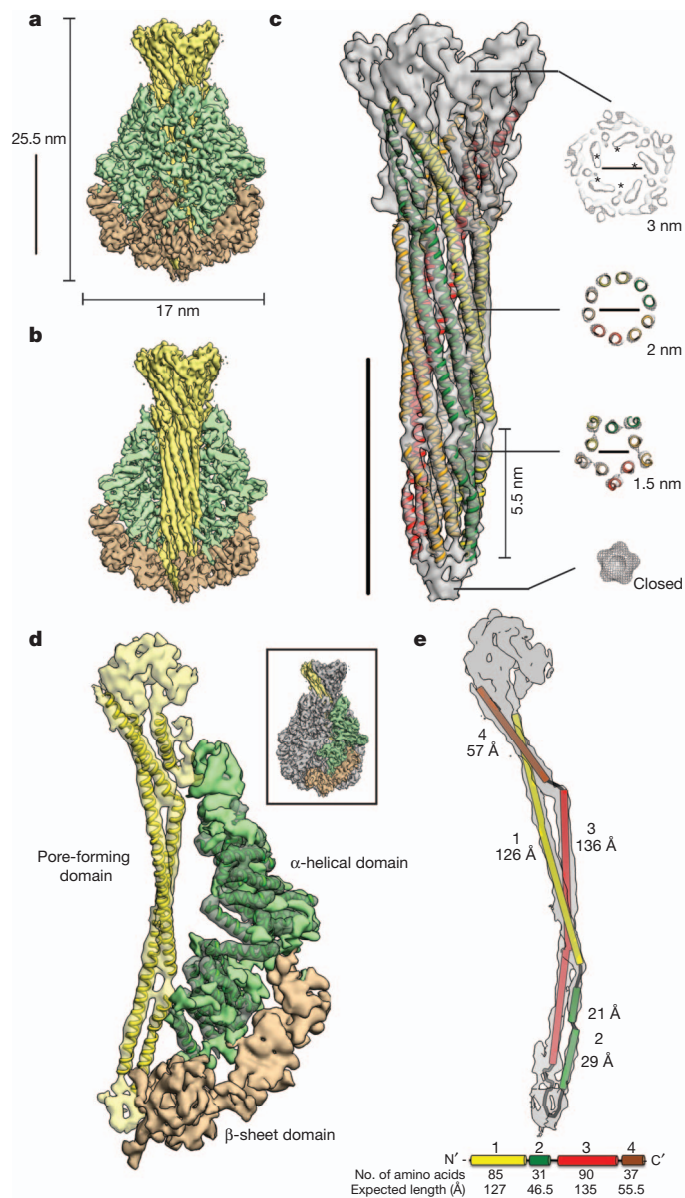 a
25.5 nm
17 nm
b
c
3 nm
2 nm
1.5 nm
5.5 nm
Closed
d
Pore-forming
domain
α-helical domain
β-sheet domain
e
4
57 Å
1
126 Å
3
136 Å
21 Å
2
29 Å
1 2 3 4
N′ - C′
No. of amino acids 85 31 90 37
Expected length (Å) 127 46.5 135 55.5